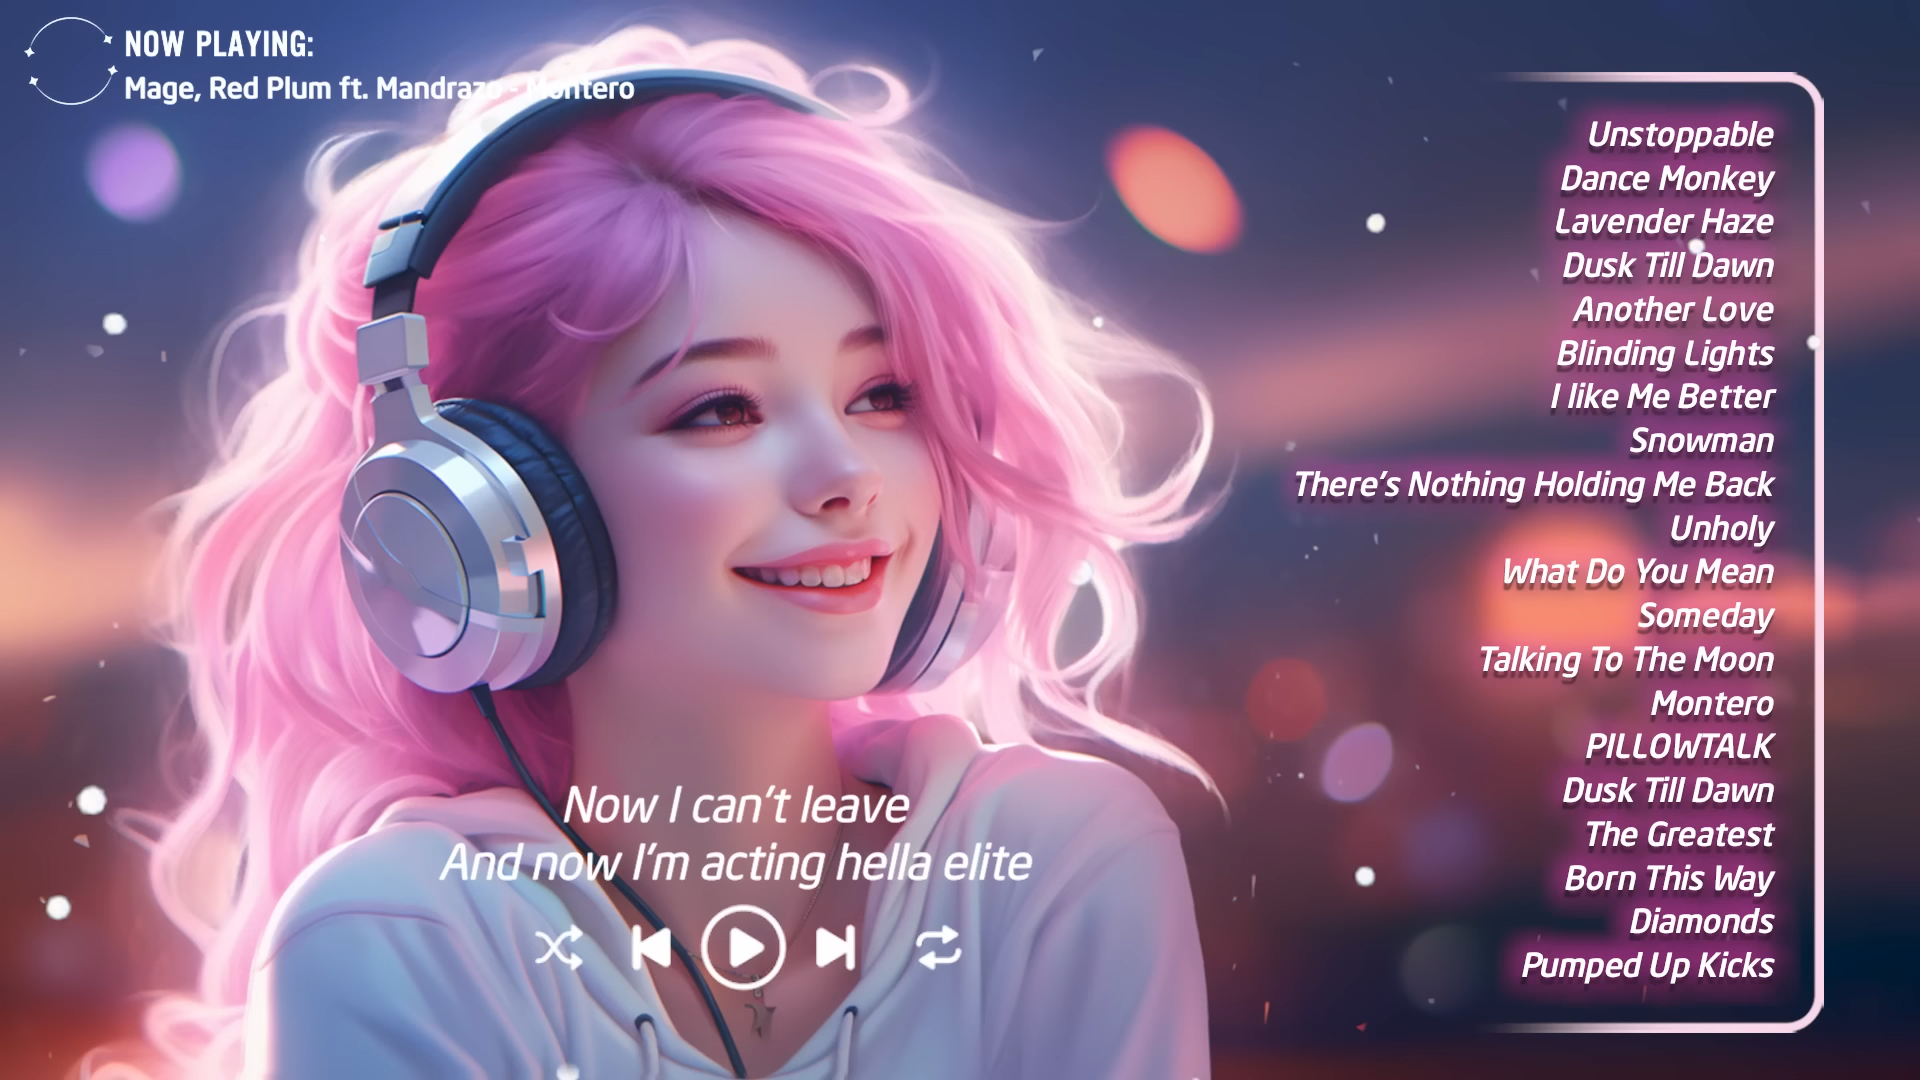 NOW PLAYING:
Mage, Red Plum ft. Mandrazo - Montero
Unstoppable
Dance Monkey
Lavender Haze
Dusk Till Dawn
Another Love
Blinding Lights
I like Me Better
Snowman
There's Nothing Holding Me Back
Unholy
What Do You Mean
Someday
Talking To The Moon
Montero
PILLOWTALK
Dusk Till Dawn
The Greatest
Born This Way
Diamonds
Pumped Up Kicks
Now I can't leave
And now I'm acting hella elite